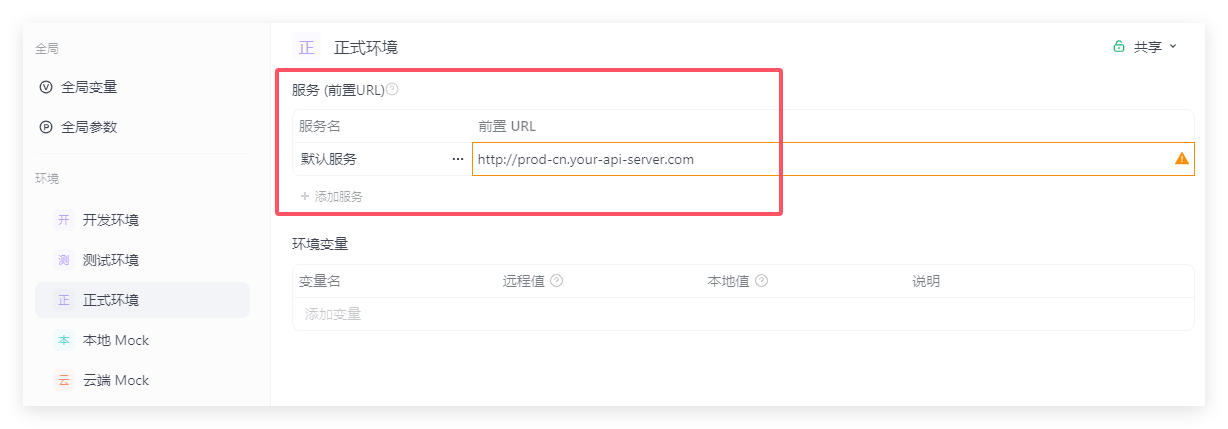 全局
全局变量
全局参数
环境
开 开发环境
测 测试环境
正 正式环境
本 本地 Mock
云 云端 Mock
正 正式环境
共享
服务 (前置URL)
服务名 前置 URL
默认服务 ··· http://prod-cn.your-api-server.com
+ 添加服务
环境变量
变量名 远程值 本地值 说明
添加变量